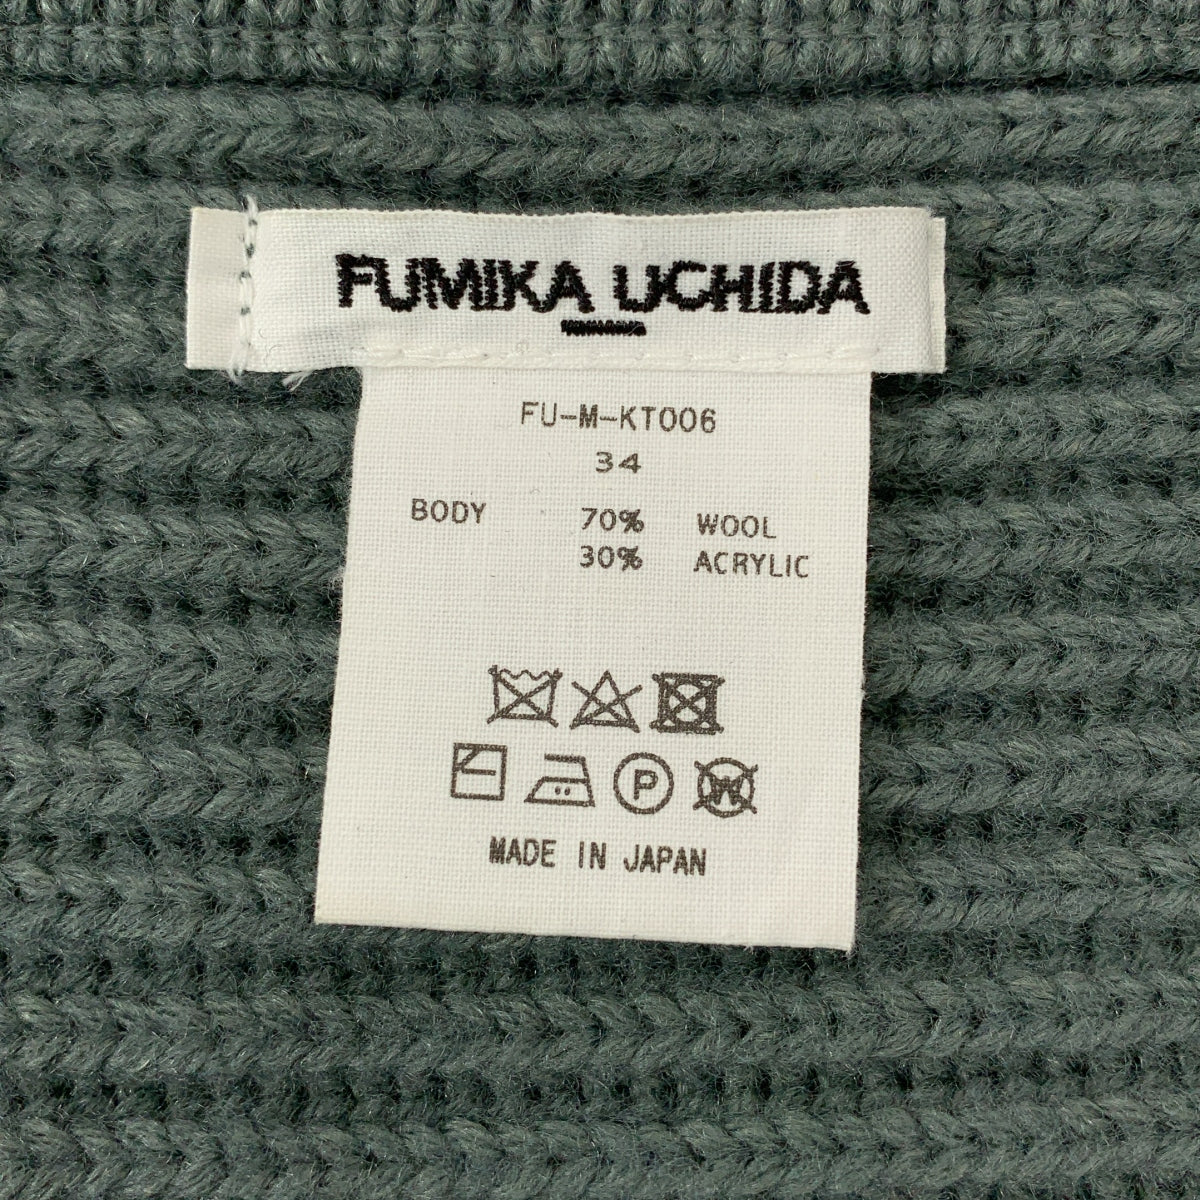 FUMIKA UCHIDA
FU-M-KT006
34
BODY 70% WOOL
30% ACRYLIC
P
W
MADE IN JAPAN